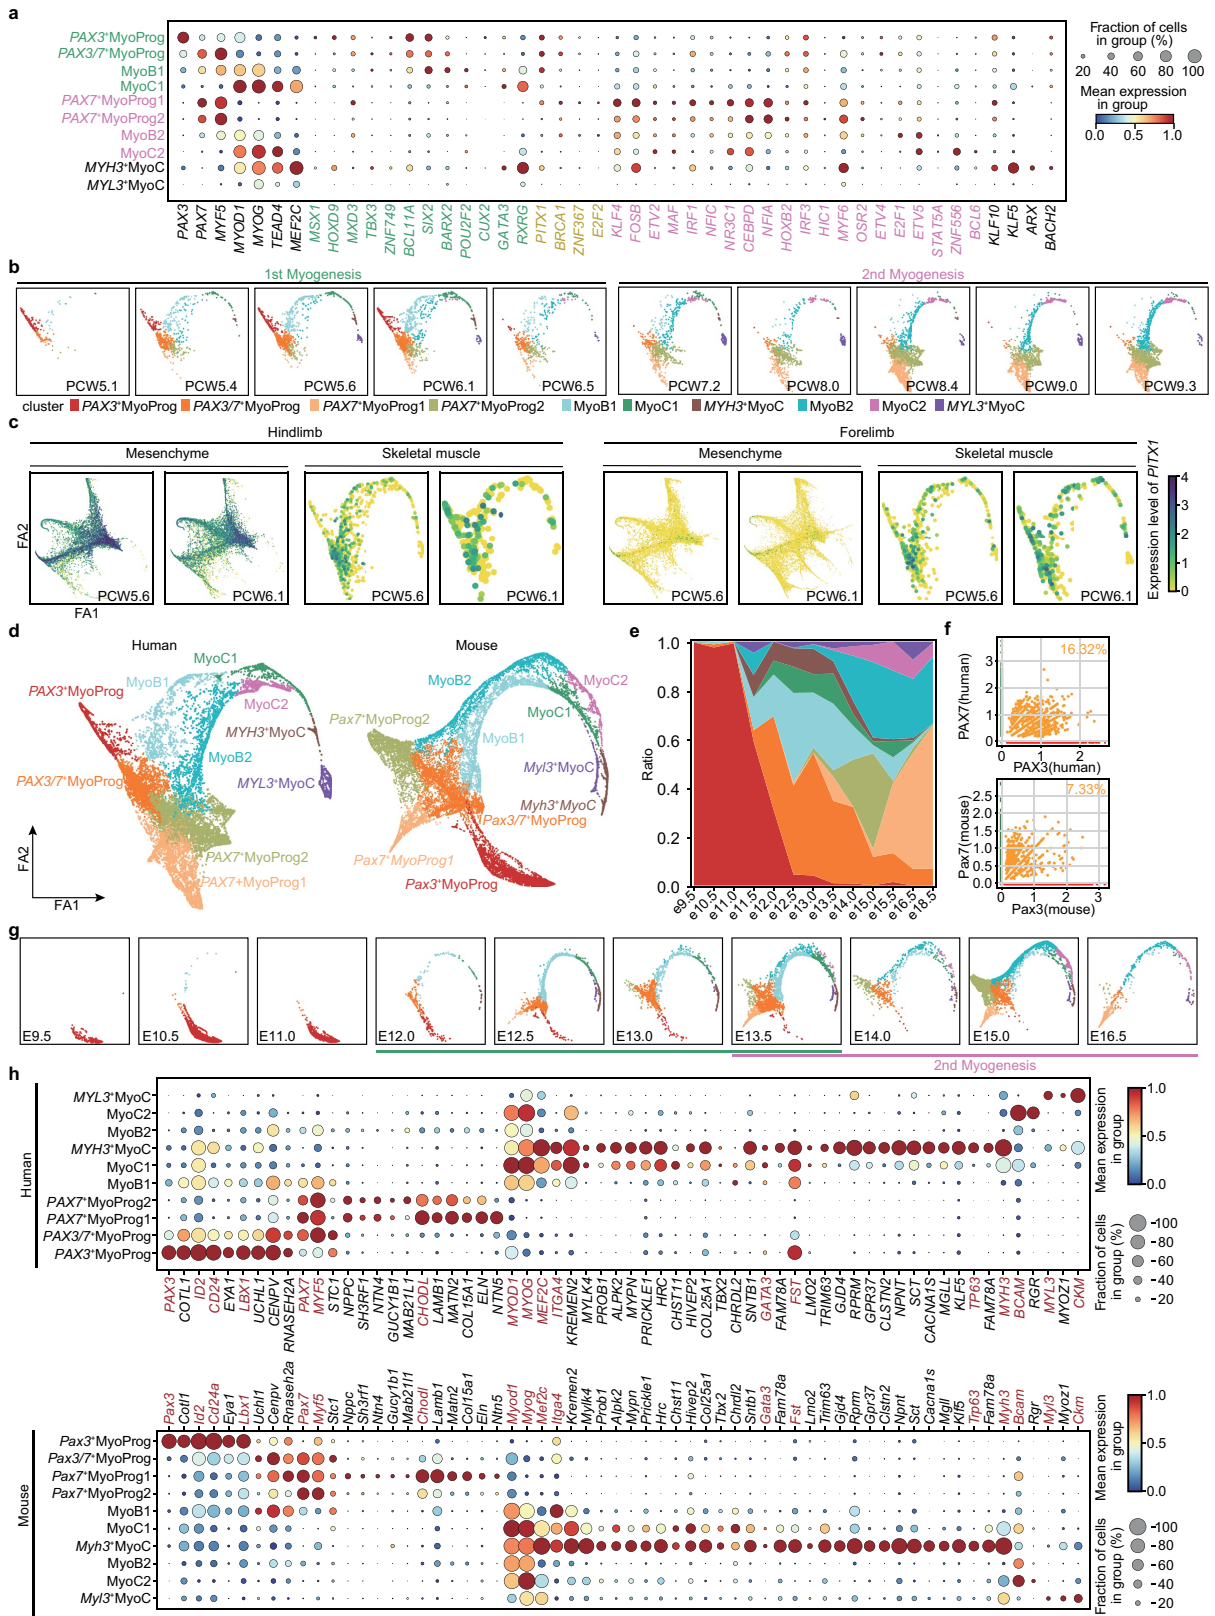 a
PAX3⁺MyoProg
PAX3/7⁺MyoProg
MyoB1
MyoC1
PAX7⁺MyoProg1
PAX7⁺MyoProg2
MyoB2
MyoC2
MYH3⁺MyoC
MYL3⁺MyoC
PAX3 PAX7 MYF5 MYOD1 MYOG TEAD4 MEF2C MSX1 HOXD9 MXD3 TBX3 ZNF749 BCL11A SIX2 BARX2 POU2F2 CUX2 GATA3 RXRG PITX1 BRCA1 ZNF367 E2F2 KLF4 FOSB ETV2 MAF IRF1 NFIC NR3C1 CEBPD NFIA HOXB2 IRF3 HIC1 MYF6 OSR2 ETV4 E2F1 ETV5 STAT5A ZNF556 BCL6 KLF10 KLF5 ARX BACH2
Fraction of cells
in group (%)
20 40 60 80 100
Mean expression
in group
0.0 0.5 1.0
b
1st Myogenesis 2nd Myogenesis
PCW5.1 PCW5.4 PCW5.6 PCW6.1 PCW6.5 PCW7.2 PCW8.0 PCW8.4 PCW9.0 PCW9.3
cluster PAX3⁺MyoProg PAX3/7⁺MyoProg PAX7⁺MyoProg1 PAX7⁺MyoProg2 MyoB1 MyoC1 MYH3⁺MyoC MyoB2 MyoC2 MYL3⁺MyoC
c
Hindlimb Forelimb
Mesenchyme Skeletal muscle Mesenchyme Skeletal muscle
PCW5.6 PCW6.1 PCW5.6 PCW6.1 PCW5.6 PCW6.1 PCW5.6 PCW6.1
FA2
FA1
Expression level of PITX1
4
3
2
1
0
d
Human Mouse
MyoC1
MyoB1
PAX3⁺MyoProg
MyoC2
MYH3⁺MyoC
MyoB2
PAX3/7⁺MyoProg
MYL3⁺MyoC
PAX7⁺MyoProg2
PAX7+MyoProg1
FA2
FA1
MyoB2
MyoC2
Pax7⁺MyoProg2
MyoC1
MyoB1
Myl3⁺MyoC
Myh3⁺MyoC
Pax3/7⁺MyoProg
Pax7⁺MyoProg1
Pax3⁺MyoProg
e
Ratio
1.0
0.8
0.6
0.4
0.2
0.0
e9.5 e10.5 e11.0 e11.5 e12.0 e12.5 e13.0 e13.5 e14.0 e15.0 e15.5 e16.5 e18.5
f
16.32%
PAX7(human)
3
2
1
0
0 1 2
PAX3(human)
7.33%
Pax7(mouse)
2.5
2.0
1.5
1.0
0.5
0.0
0 1 2 3
Pax3(mouse)
g
E9.5 E10.5 E11.0 E12.0 E12.5 E13.0 E13.5 E14.0 E15.0 E16.5
2nd Myogenesis
h
Human
MYL3⁺MyoC
MyoC2
MyoB2
MYH3⁺MyoC
MyoC1
MyoB1
PAX7⁺MyoProg2
PAX7⁺MyoProg1
PAX3/7⁺MyoProg
PAX3⁺MyoProg
PAX3 COTL1 ID2 CD24 EYA1 LBX1 UCHL1 CENPV RNASEH2A PAX7 MYF5 STC1 NPPC SH3RF1 NTN4 GUCY1B1 MAB21L1 CHODL LAMB1 MATN2 COL15A1 ELN NTN5 MYOD1 MYOG MEF2C ITGA4 KREMEN2 MYLK4 PROB1 ALPK2 MYPN PRICKLE1 HRC CHST11 HIVEP2 COL25A1 TBX2 CHRDL2 SNTB1 GATA3 FAM78A FST LMO2 TRIM63 GJD4 RPRM GPR37 CLSTN2 NPNT SCT CACNA1S MGLL KLF5 TP63 FAM78A MYH3 BCAM RGR MYL3 MYOZ1 CKM
Mean expression
in group
1.0
0.5
0.0
Fraction of cells
in group (%)
100
80
60
40
20
Pax3 Cotl1 Id2 Cd24a Eya1 Lbx1 Uchl1 Cenpv Rnaseh2a Pax7 Myf5 Stc1 Nppc Sh3rf1 Ntn4 Gucy1b1 Mab21l1 Chodl Lamb1 Matn2 Col15a1 Eln Ntn5 Myod1 Myog Mef2c Itga4 Kremen2 Mylk4 Prob1 Alpk2 Mypn Prickle1 Hrc Chst11 Hivep2 Col25a1 Tbx2 Chrdl2 Sntb1 Gata3 Fam78a Fst Lmo2 Trim63 Gjd4 Rprm Gpr37 Clstn2 Npnt Sct Cacna1s Mgll Klf5 Trp63 Fam78a Myh3 Bcam Rgr Myl3 Myoz1 Ckm
Mouse
Pax3⁺MyoProg
Pax3/7⁺MyoProg
Pax7⁺MyoProg1
Pax7⁺MyoProg2
MyoB1
MyoC1
Myh3⁺MyoC
MyoB2
MyoC2
Myl3⁺MyoC
Mean expression
in group
1.0
0.5
0.0
Fraction of cells
in group (%)
100
80
60
40
20